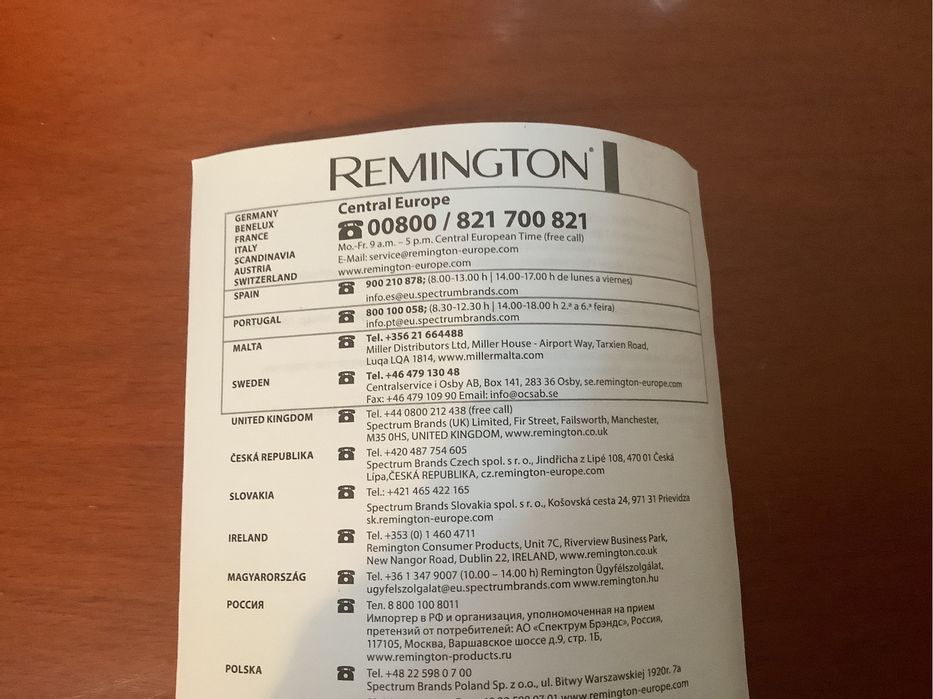 REMINGTON®
GERMANY
BENELUX
FRANCE
ITALY
SCANDINAVIA
AUSTRIA
SWITZERLAND
Central Europe
☎ 00800 / 821 700 821
Mo.-Fr. 9 a.m. – 5 p.m. Central European Time (free call)
E-Mail: service@remington-europe.com
www.remington-europe.com
SPAIN
☎ 900 210 878; (8.00-13.00 h | 14.00-17.00 h de lunes a viernes)
info.es@eu.spectrumbrands.com
PORTUGAL
☎ 800 100 058; (8.30-12.30 h | 14.00-18.00 h 2.ª a 6.ª feira)
info.pt@eu.spectrumbrands.com
MALTA
☎ Tel. +356 21 664488
Miller Distributors Ltd, Miller House - Airport Way, Tarxien Road,
Luqa LQA 1814, www.millermalta.com
SWEDEN
☎ Tel. +46 479 130 48
Centralservice i Osby AB, Box 141, 283 36 Osby, se.remington-europe.com
Fax: +46 479 109 90 Email: info@ocsab.se
UNITED KINGDOM
☎ Tel. +44 0800 212 438 (free call)
Spectrum Brands (UK) Limited, Fir Street, Failsworth, Manchester,
M35 0HS, UNITED KINGDOM, www.remington.co.uk
ČESKÁ REPUBLIKA
☎ Tel. +420 487 754 605
Spectrum Brands Czech spol. s r. o., Jindřicha z Lipé 108, 470 01 Česká
Lípa,ČESKÁ REPUBLIKA, cz.remington-europe.com
SLOVAKIA
☎ Tel.: +421 465 422 165
Spectrum Brands Slovakia spol. s r. o., Košovská cesta 24, 971 31 Prievidza
sk.remington-europe.com
IRELAND
☎ Tel. +353 (0) 1 460 4711
Remington Consumer Products, Unit 7C, Riverview Business Park,
New Nangor Road, Dublin 22, IRELAND, www.remington.co.uk
MAGYARORSZÁG
☎ Tel. +36 1 347 9007 (10.00 – 14.00 h) Remington Ügyfélszolgálat,
ugyfelszolgalat@eu.spectrumbrands.com www.remington.hu
РОССИЯ
☎ Тел. 8 800 100 8011
Импортер в РФ и организация, уполномоченная на прием
претензий от потребителей: АО «Спектрум Брэндс», Россия,
117105, Москва, Варшавское шоссе д.9, стр. 1Б,
www.remington-products.ru
POLSKA
☎ Tel. +48 22 598 0 7 00
Spectrum Brands Poland Sp. z o.o., ul. Bitwy Warszawskiej 1920r. 7a
www.remington-europe.com